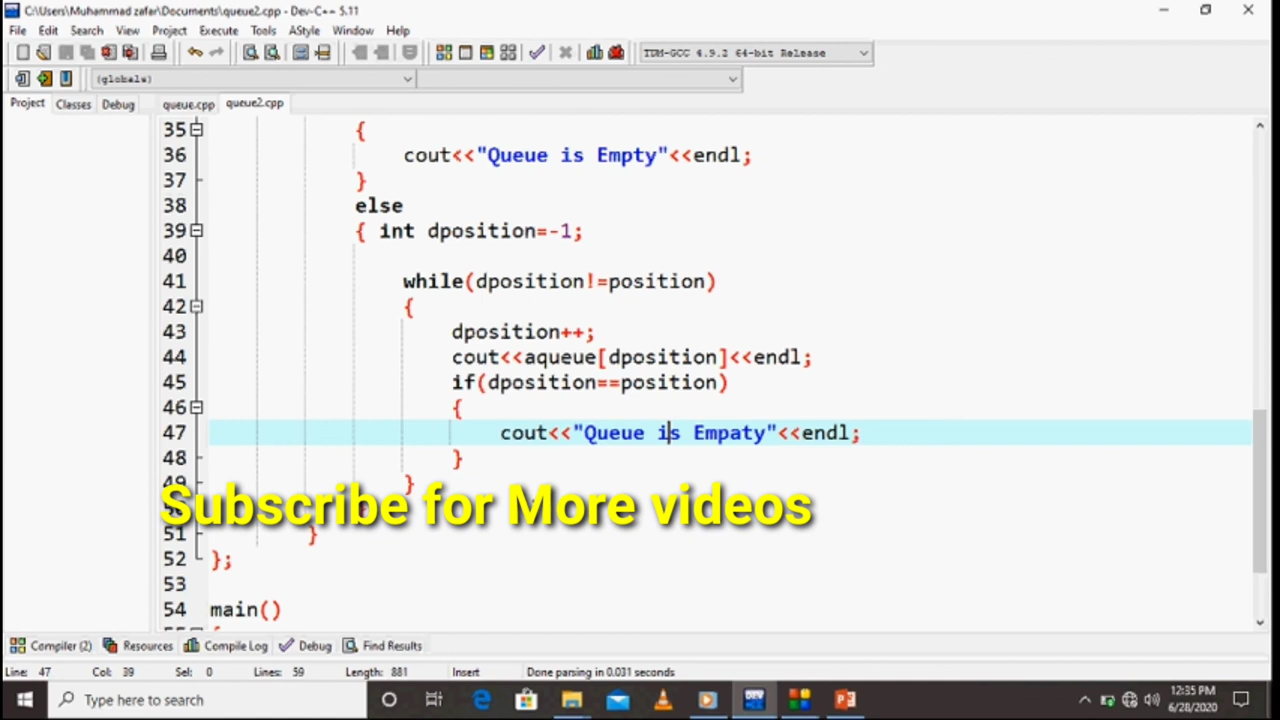 C:\Users\Muhammad zafar\Documents\queue2.cpp - Dev-C++ 5.11
File Edit Search View Project Execute Tools AStyle Window Help
TDM-GCC 4.9.2 64-bit Release
(globals)
Project Classes Debug queue.cpp queue2.cpp
35 {
36 cout<<"Queue is Empty"<<endl;
37 }
38 else
39 { int dposition=-1;
40
41 while(dposition!=position)
42 {
43 dposition++;
44 cout<<aqueue[dposition]<<endl;
45 if(dposition==position)
46 {
47 cout<<"Queue is Empaty"<<endl;
48 }
49 }
Subscribe for More videos
51 }
52 };
53
54 main()
Compiler (2) Resources Compile Log Debug Find Results
Line: 47 Col: 39 Sel: 0 Lines: 59 Length: 881 Insert Done parsing in 0.031 seconds
Type here to search
12:35 PM
6/28/2020